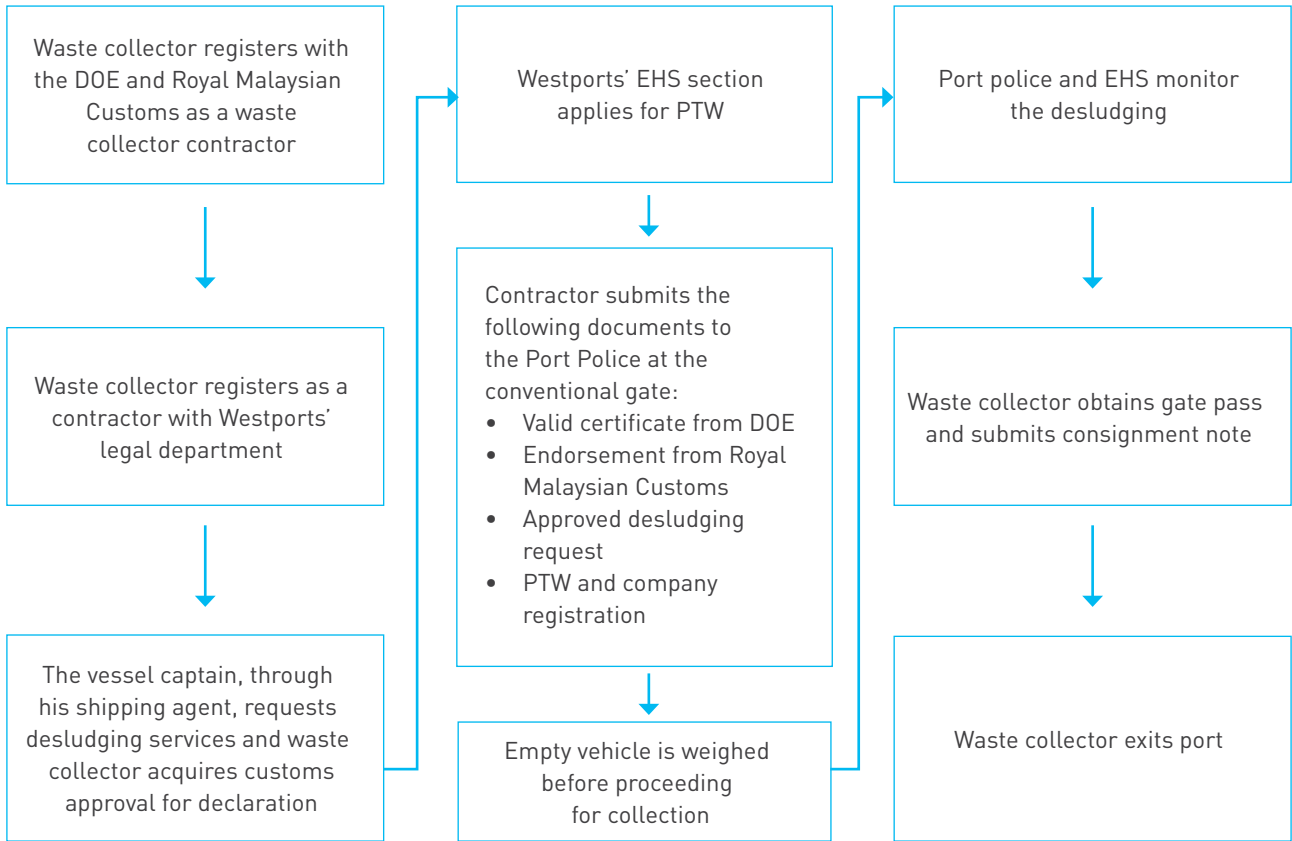 Waste collector registers with
the DOE and Royal Malaysian
Customs as a waste
collector contractor
Waste collector registers as a
contractor with Westports’
legal department
The vessel captain, through
his shipping agent, requests
desludging services and waste
collector acquires customs
approval for declaration
Westports’ EHS section
applies for PTW
Contractor submits the
following documents to
the Port Police at the
conventional gate:
• Valid certificate from DOE
• Endorsement from Royal
Malaysian Customs
• Approved desludging
request
• PTW and company
registration
Empty vehicle is weighed
before proceeding
for collection
Port police and EHS monitor
the desludging
Waste collector obtains gate pass
and submits consignment note
Waste collector exits port